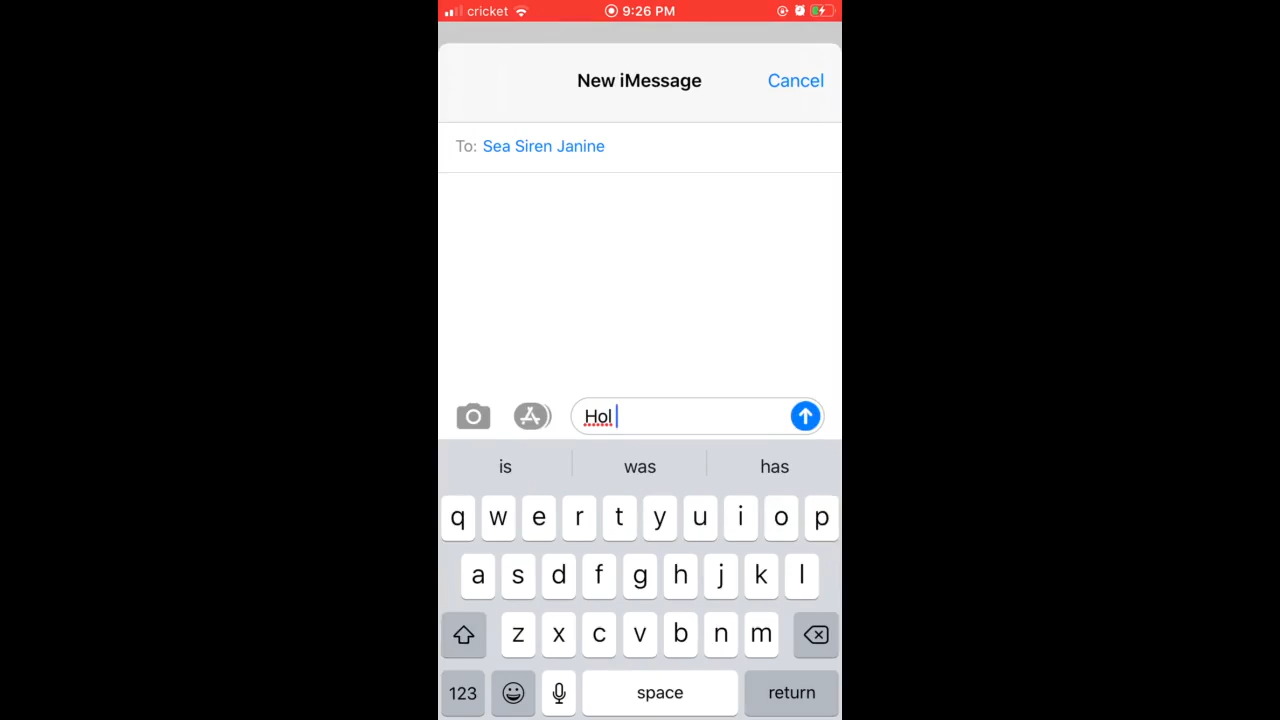 cricket 9:26 PM
New iMessage Cancel
To: Sea Siren Janine
Hol
is was has
q w e r t y u i o p
a s d f g h j k l
z x c v b n m
123 space return